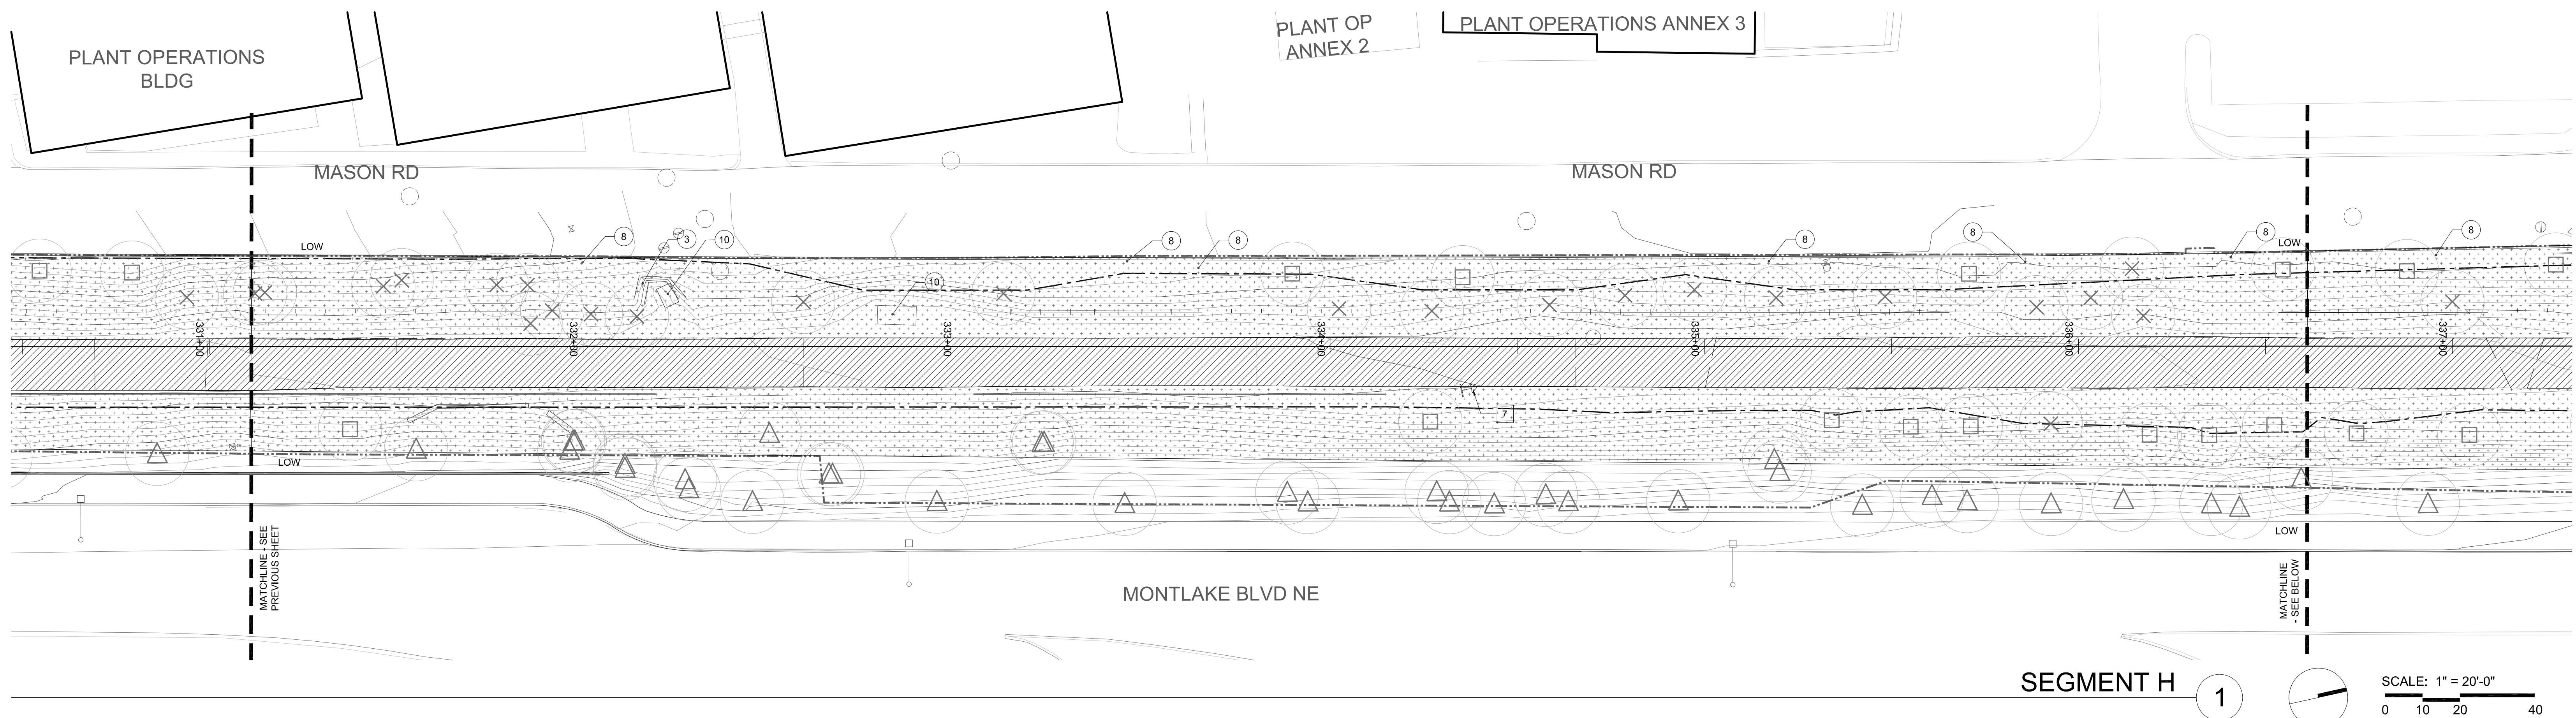 PLANT OPERATIONS
BLDG
PLANT OP
ANNEX 2
PLANT OPERATIONS ANNEX 3
MASON RD
MASON RD
LOW
8
3
10
8
8
8
8
8
LOW
8
10
331+00
332+00
333+00
334+00
335+00
336+00
337+00
7
LOW
LOW
MATCHLINE - SEE
PREVIOUS SHEET
MONTLAKE BLVD NE
MATCHLINE
- SEE BELOW
SEGMENT H
1
SCALE: 1" = 20'-0"
0 10 20 40